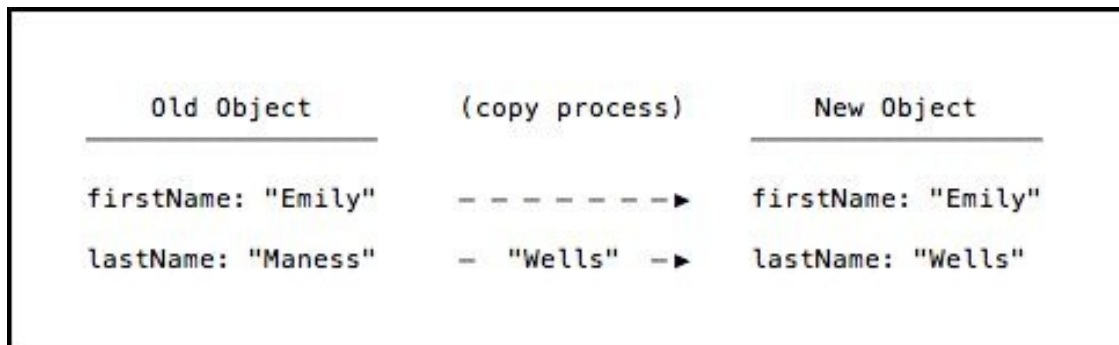 Old Object (copy process) New Object
firstName: "Emily" firstName: "Emily"
lastName: "Maness" "Wells" lastName: "Wells"